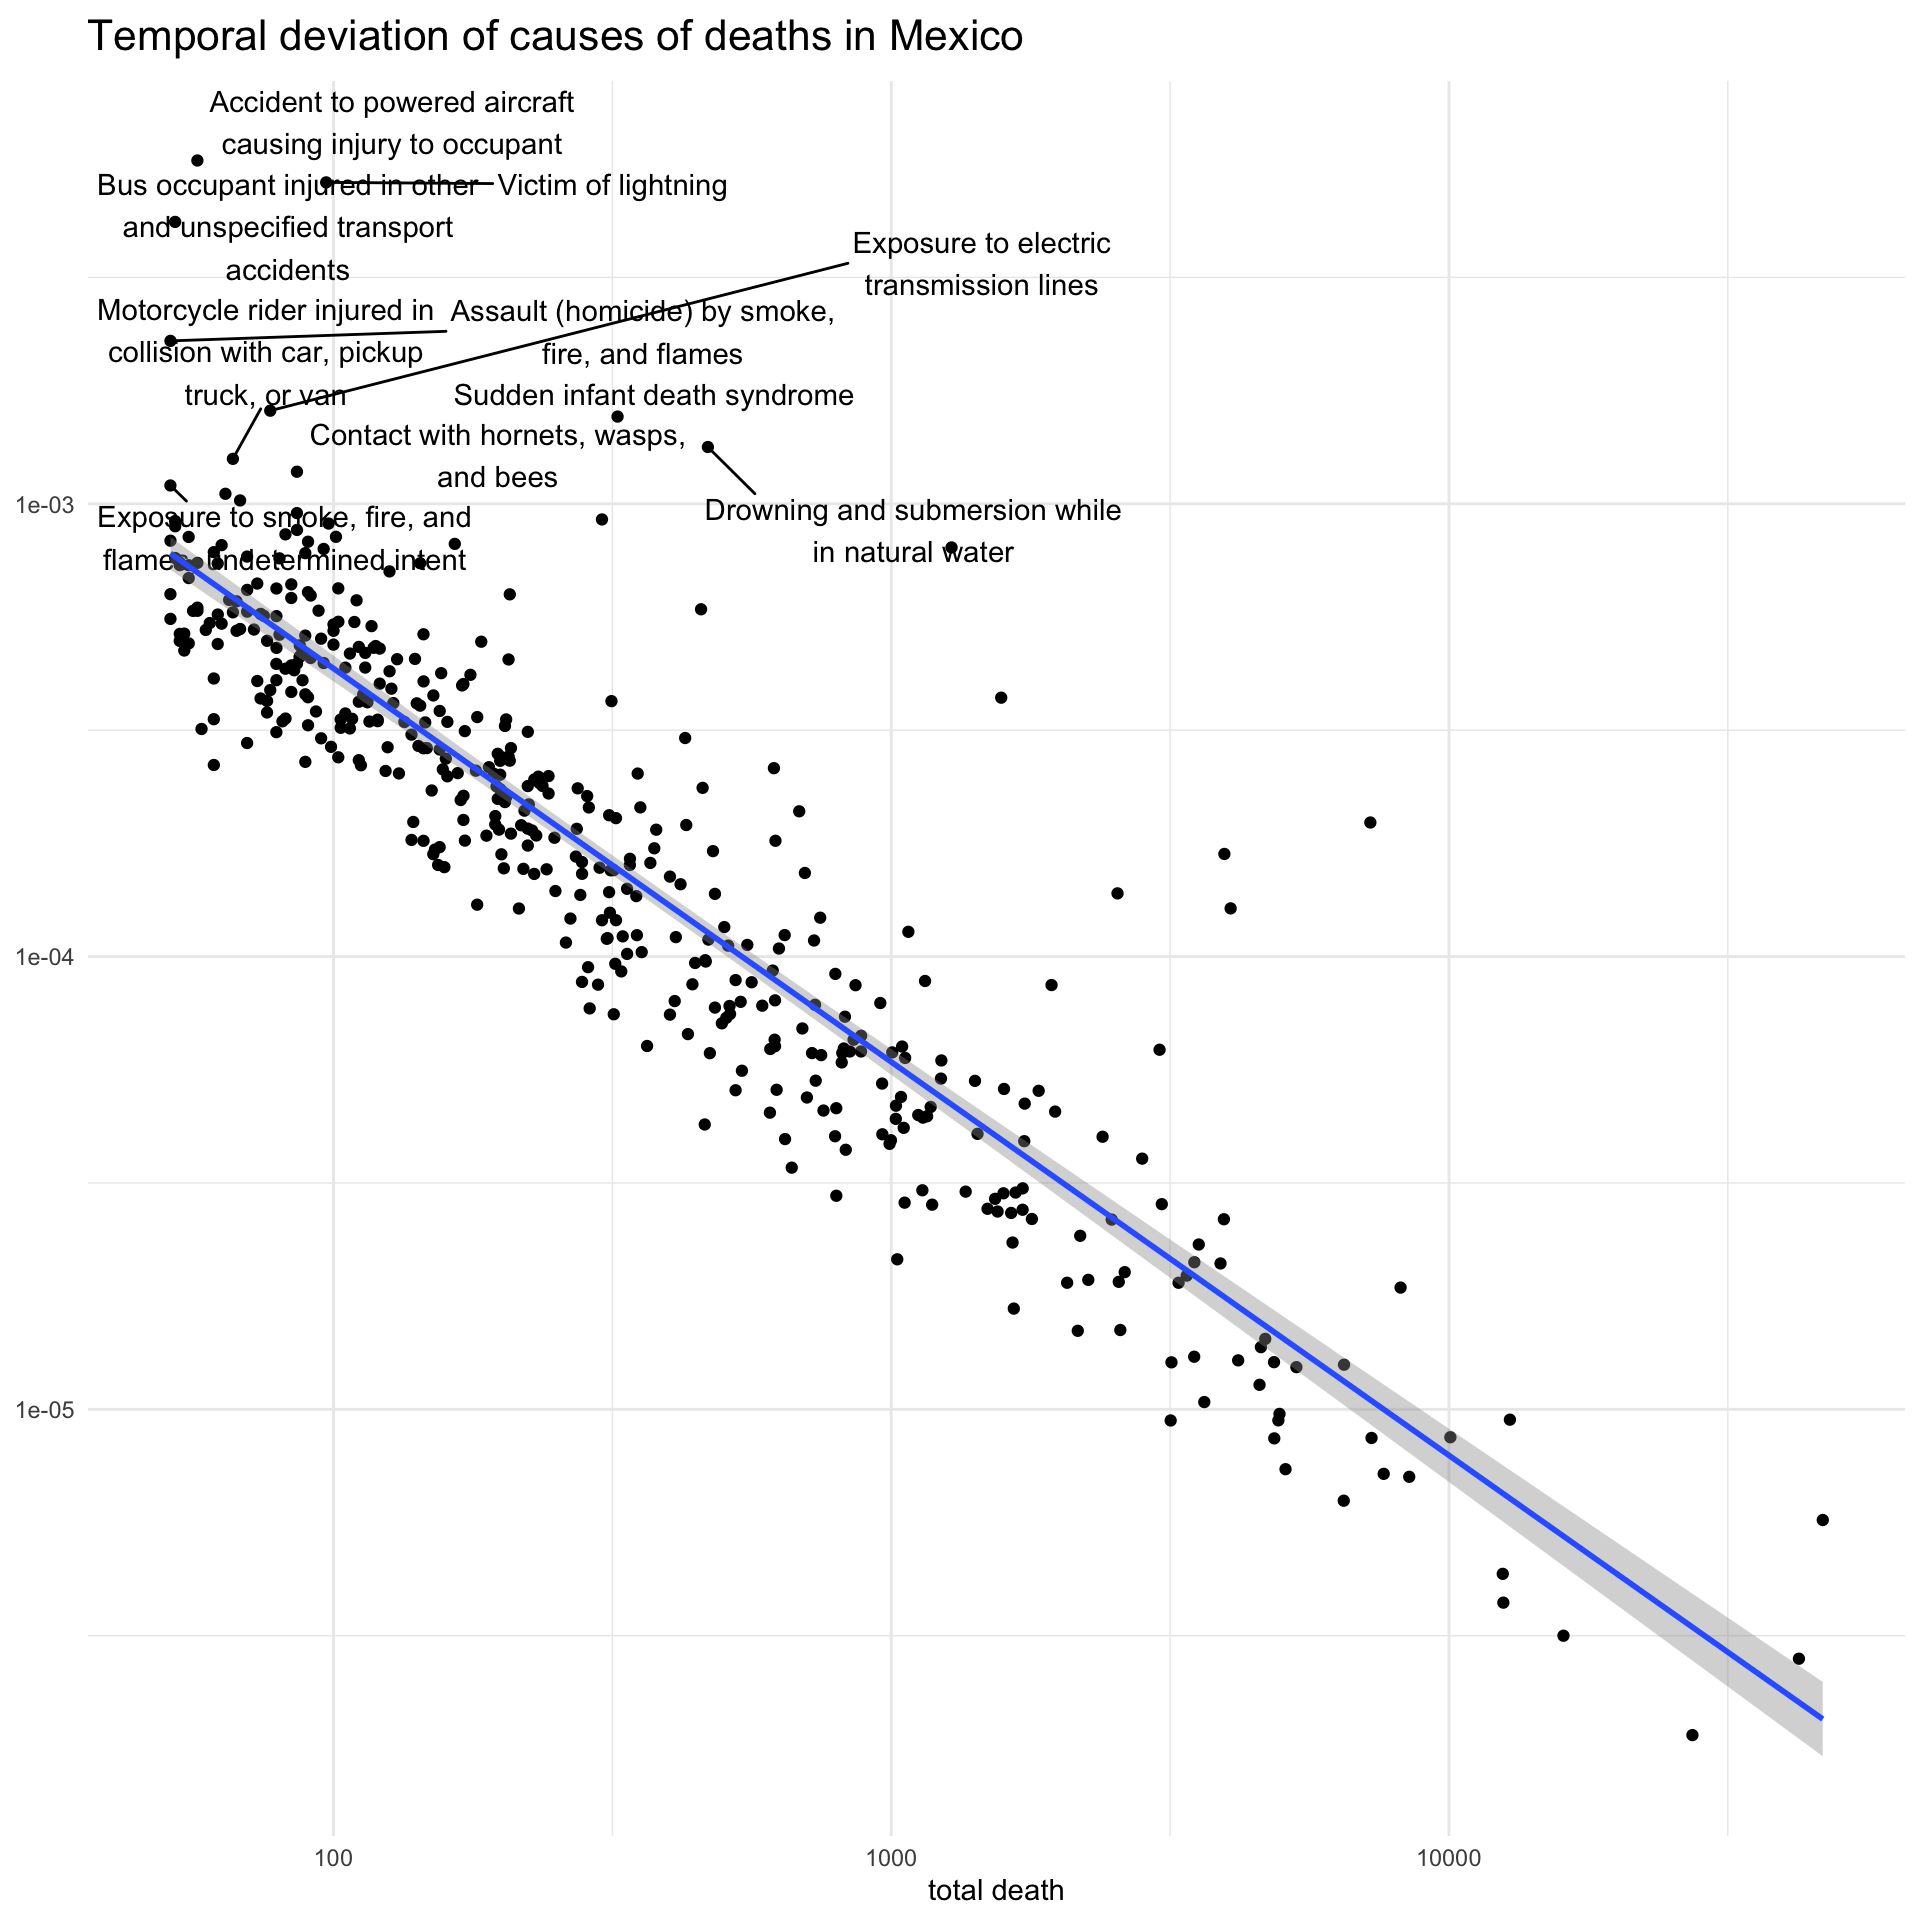 Temporal deviation of causes of deaths in Mexico
Accident to powered aircraft
causing injury to occupant
Bus occupant injured in other
and unspecified transport
accidents
Victim of lightning
Exposure to electric
transmission lines
Motorcycle rider injured in
collision with car, pickup
truck, or van
Assault (homicide) by smoke,
fire, and flames
Sudden infant death syndrome
Contact with hornets, wasps,
and bees
Drowning and submersion while
in natural water
Exposure to smoke, fire, and
flames, undetermined intent
1e-03
1e-04
1e-05
100
1000
10000
total death